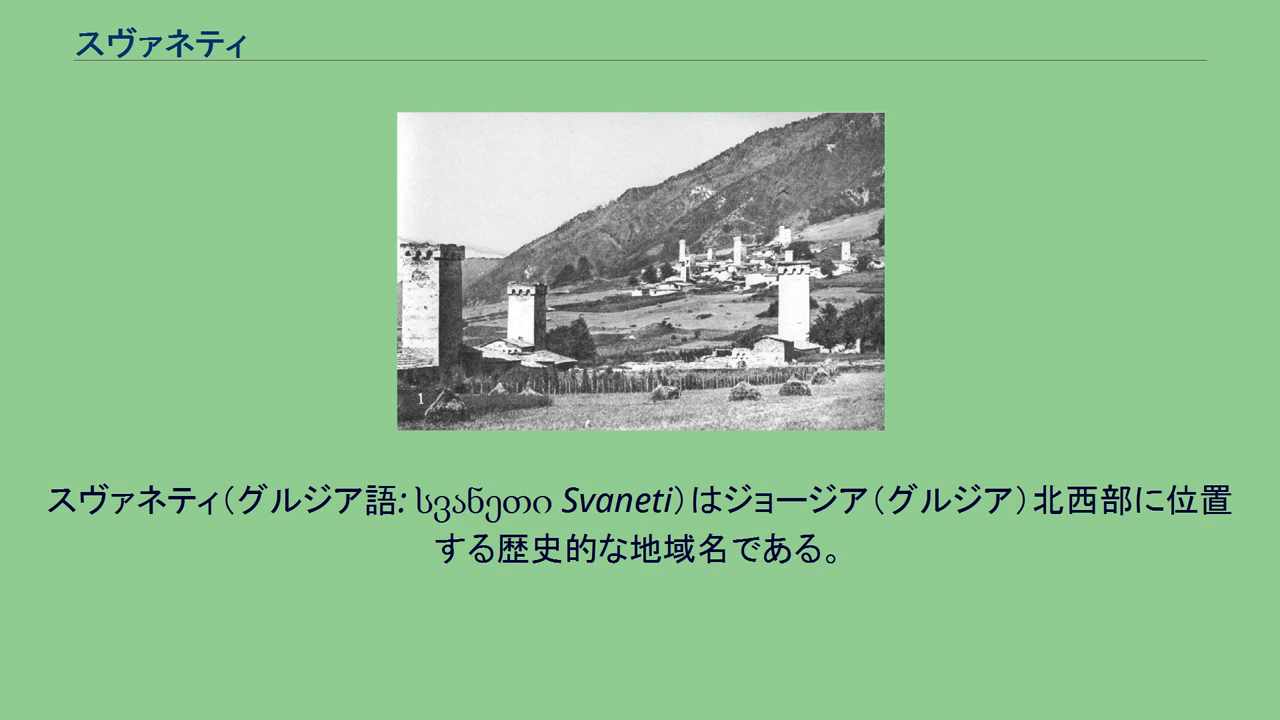 スヴァネティ
1
スヴァネティ（グルジア語: სვანეთი Svaneti）はジョージア（グルジア）北西部に位置
する歴史的な地域名である。